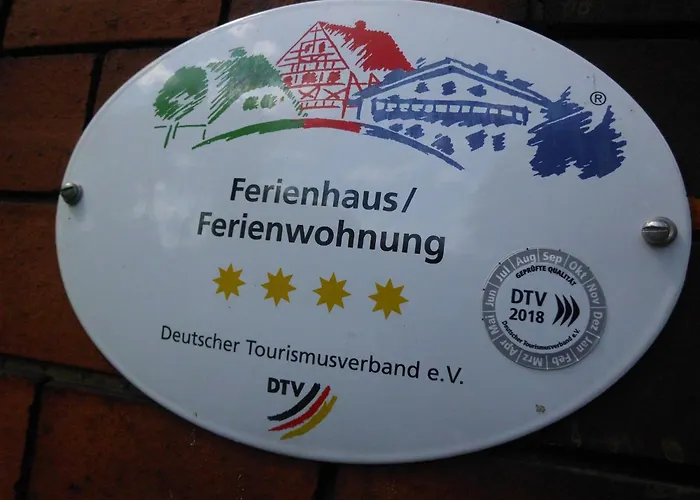 ®
Ferienhaus/
Ferienwohnung
Deutscher Tourismusverband e.V.
DTV
Jan Feb Mrz Apr Mai Jun Jul Aug Sep Okt Nov Dez
GEPRÜFTE QUALITÄT
DTV
2018
Deutscher Tourismusverband e.V.